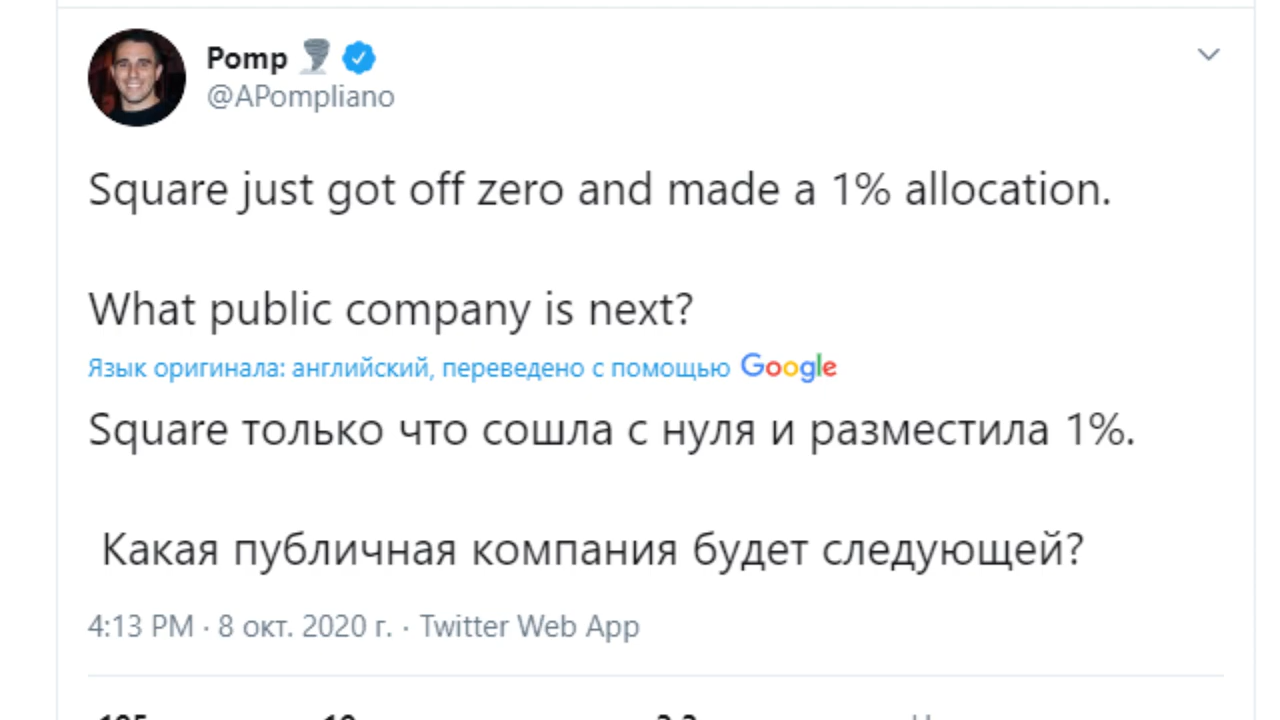 Pomp
@APompliano
Square just got off zero and made a 1% allocation.
What public company is next?
Язык оригинала: английский, переведено с помощью Google
Square только что сошла с нуля и разместила 1%.
Какая публичная компания будет следующей?
4:13 PM · 8 окт. 2020 г. · Twitter Web App